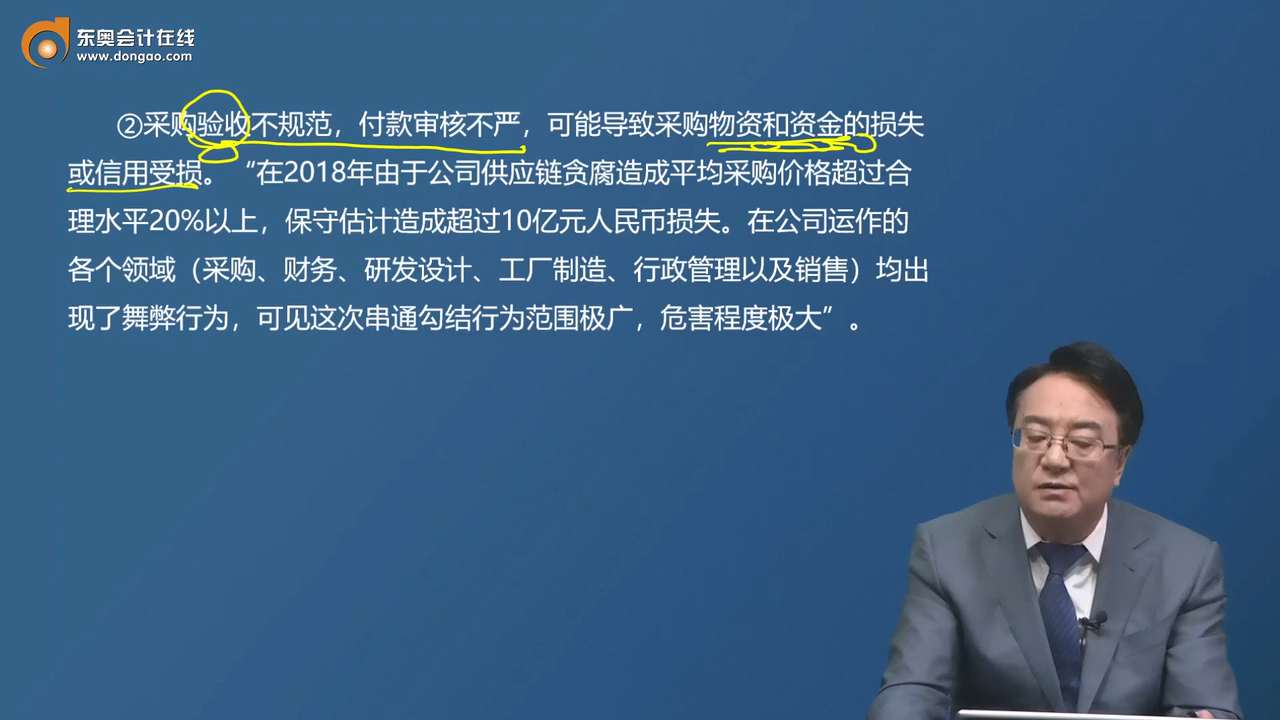 东奥会计在线
www.dongao.com
②采购验收不规范，付款审核不严，可能导致采购物资和资金的损失
或信用受损。“在2018年由于公司供应链贪腐造成平均采购价格超过合
理水平20%以上，保守估计造成超过10亿元人民币损失。在公司运作的
各个领域（采购、财务、研发设计、工厂制造、行政管理以及销售）均出
现了舞弊行为，可见这次串通勾结行为范围极广，危害程度极大”。